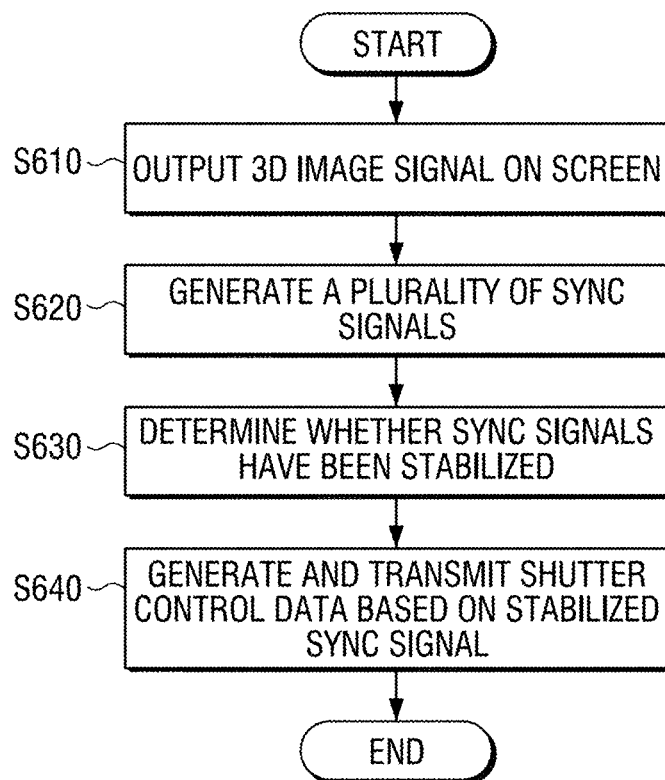 START
S610
OUTPUT 3D IMAGE SIGNAL ON SCREEN
S620
GENERATE A PLURALITY OF SYNC
SIGNALS
S630
DETERMINE WHETHER SYNC SIGNALS
HAVE BEEN STABILIZED
S640
GENERATE AND TRANSMIT SHUTTER
CONTROL DATA BASED ON STABILIZED
SYNC SIGNAL
END